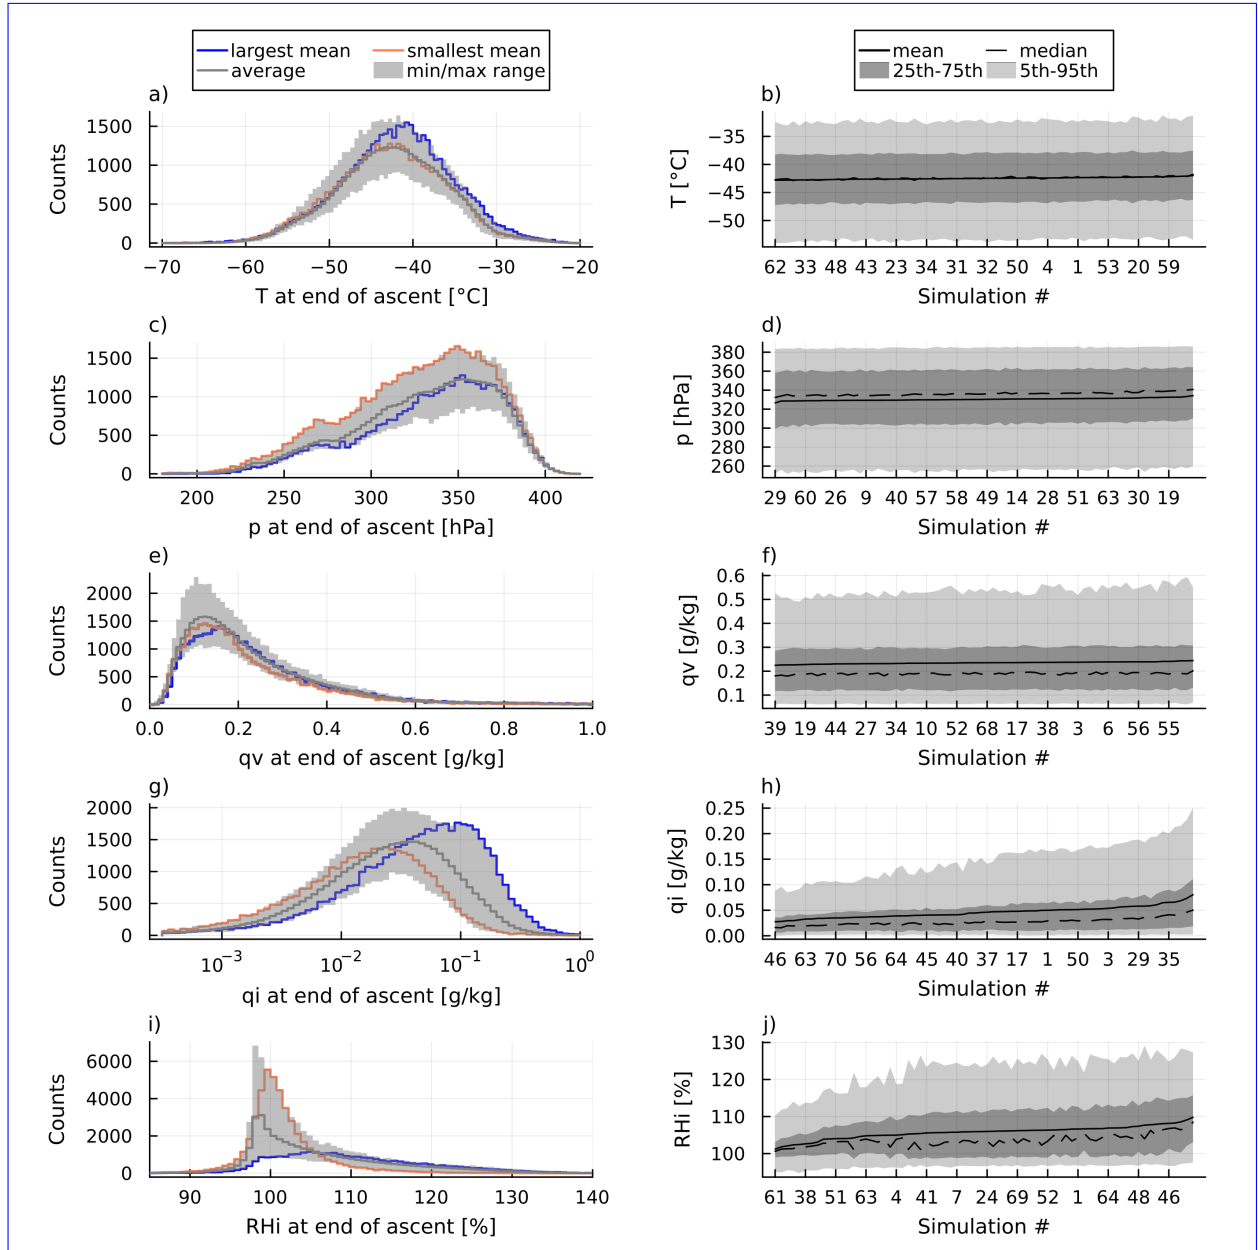 largest mean
smallest mean
average
min/max range
mean
median
25th-75th
5th-95th
a)
1500
1000
500
0
Counts
−70 −60 −50 −40 −30 −20
T at end of ascent [°C]
b)
−35
−40
−45
−50
T [°C]
62 33 48 43 23 34 31 32 50 4 1 53 20 59
Simulation #
c)
1500
1000
500
0
Counts
200 250 300 350 400
p at end of ascent [hPa]
d)
380
360
340
320
300
280
260
p [hPa]
29 60 26 9 40 57 58 49 14 28 51 63 30 19
Simulation #
e)
2000
1500
1000
500
0
Counts
0.0 0.2 0.4 0.6 0.8 1.0
qv at end of ascent [g/kg]
f)
0.6
0.5
0.4
0.3
0.2
0.1
qv [g/kg]
39 19 44 27 34 10 52 68 17 38 3 6 56 55
Simulation #
g)
2000
1500
1000
500
0
Counts
10⁻³ 10⁻² 10⁻¹ 10⁰
qi at end of ascent [g/kg]
h)
0.25
0.20
0.15
0.10
0.05
0.00
qi [g/kg]
46 63 70 56 64 45 40 37 17 1 50 3 29 35
Simulation #
i)
6000
4000
2000
0
Counts
90 100 110 120 130 140
RHi at end of ascent [%]
j)
130
120
110
100
RHi [%]
61 38 51 63 4 41 7 24 69 52 1 64 48 46
Simulation #